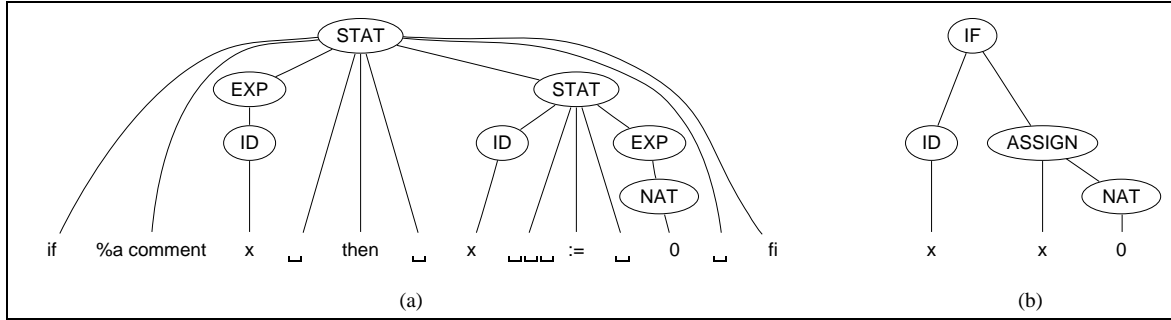 STAT IF
EXP STAT
ID ID EXP ID ASSIGN
NAT NAT
if %a comment x ␣ then ␣ x ␣␣␣ := ␣ 0 ␣ fi x x 0
(a) (b)